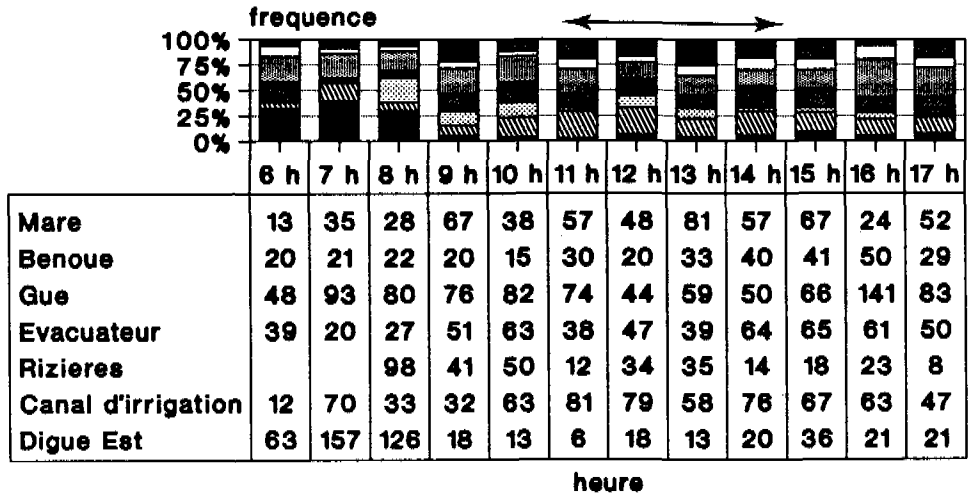 frequence
100%
75%
50%
25%
0%
6 h 7 h 8 h 9 h 10 h 11 h 12 h 13 h 14 h 15 h 16 h 17 h
Mare 13 35 28 67 38 57 48 81 57 67 24 52
Benoue 20 21 22 20 15 30 20 33 40 41 50 29
Gue 48 93 80 76 82 74 44 59 50 66 141 83
Evacuateur 39 20 27 51 63 38 47 39 64 65 61 50
Rizieres 98 41 50 12 34 35 14 18 23 8
Canal d'irrigation 12 70 33 32 63 81 79 58 76 67 63 47
Digue Est 63 157 126 18 13 6 18 13 20 36 21 21
heure